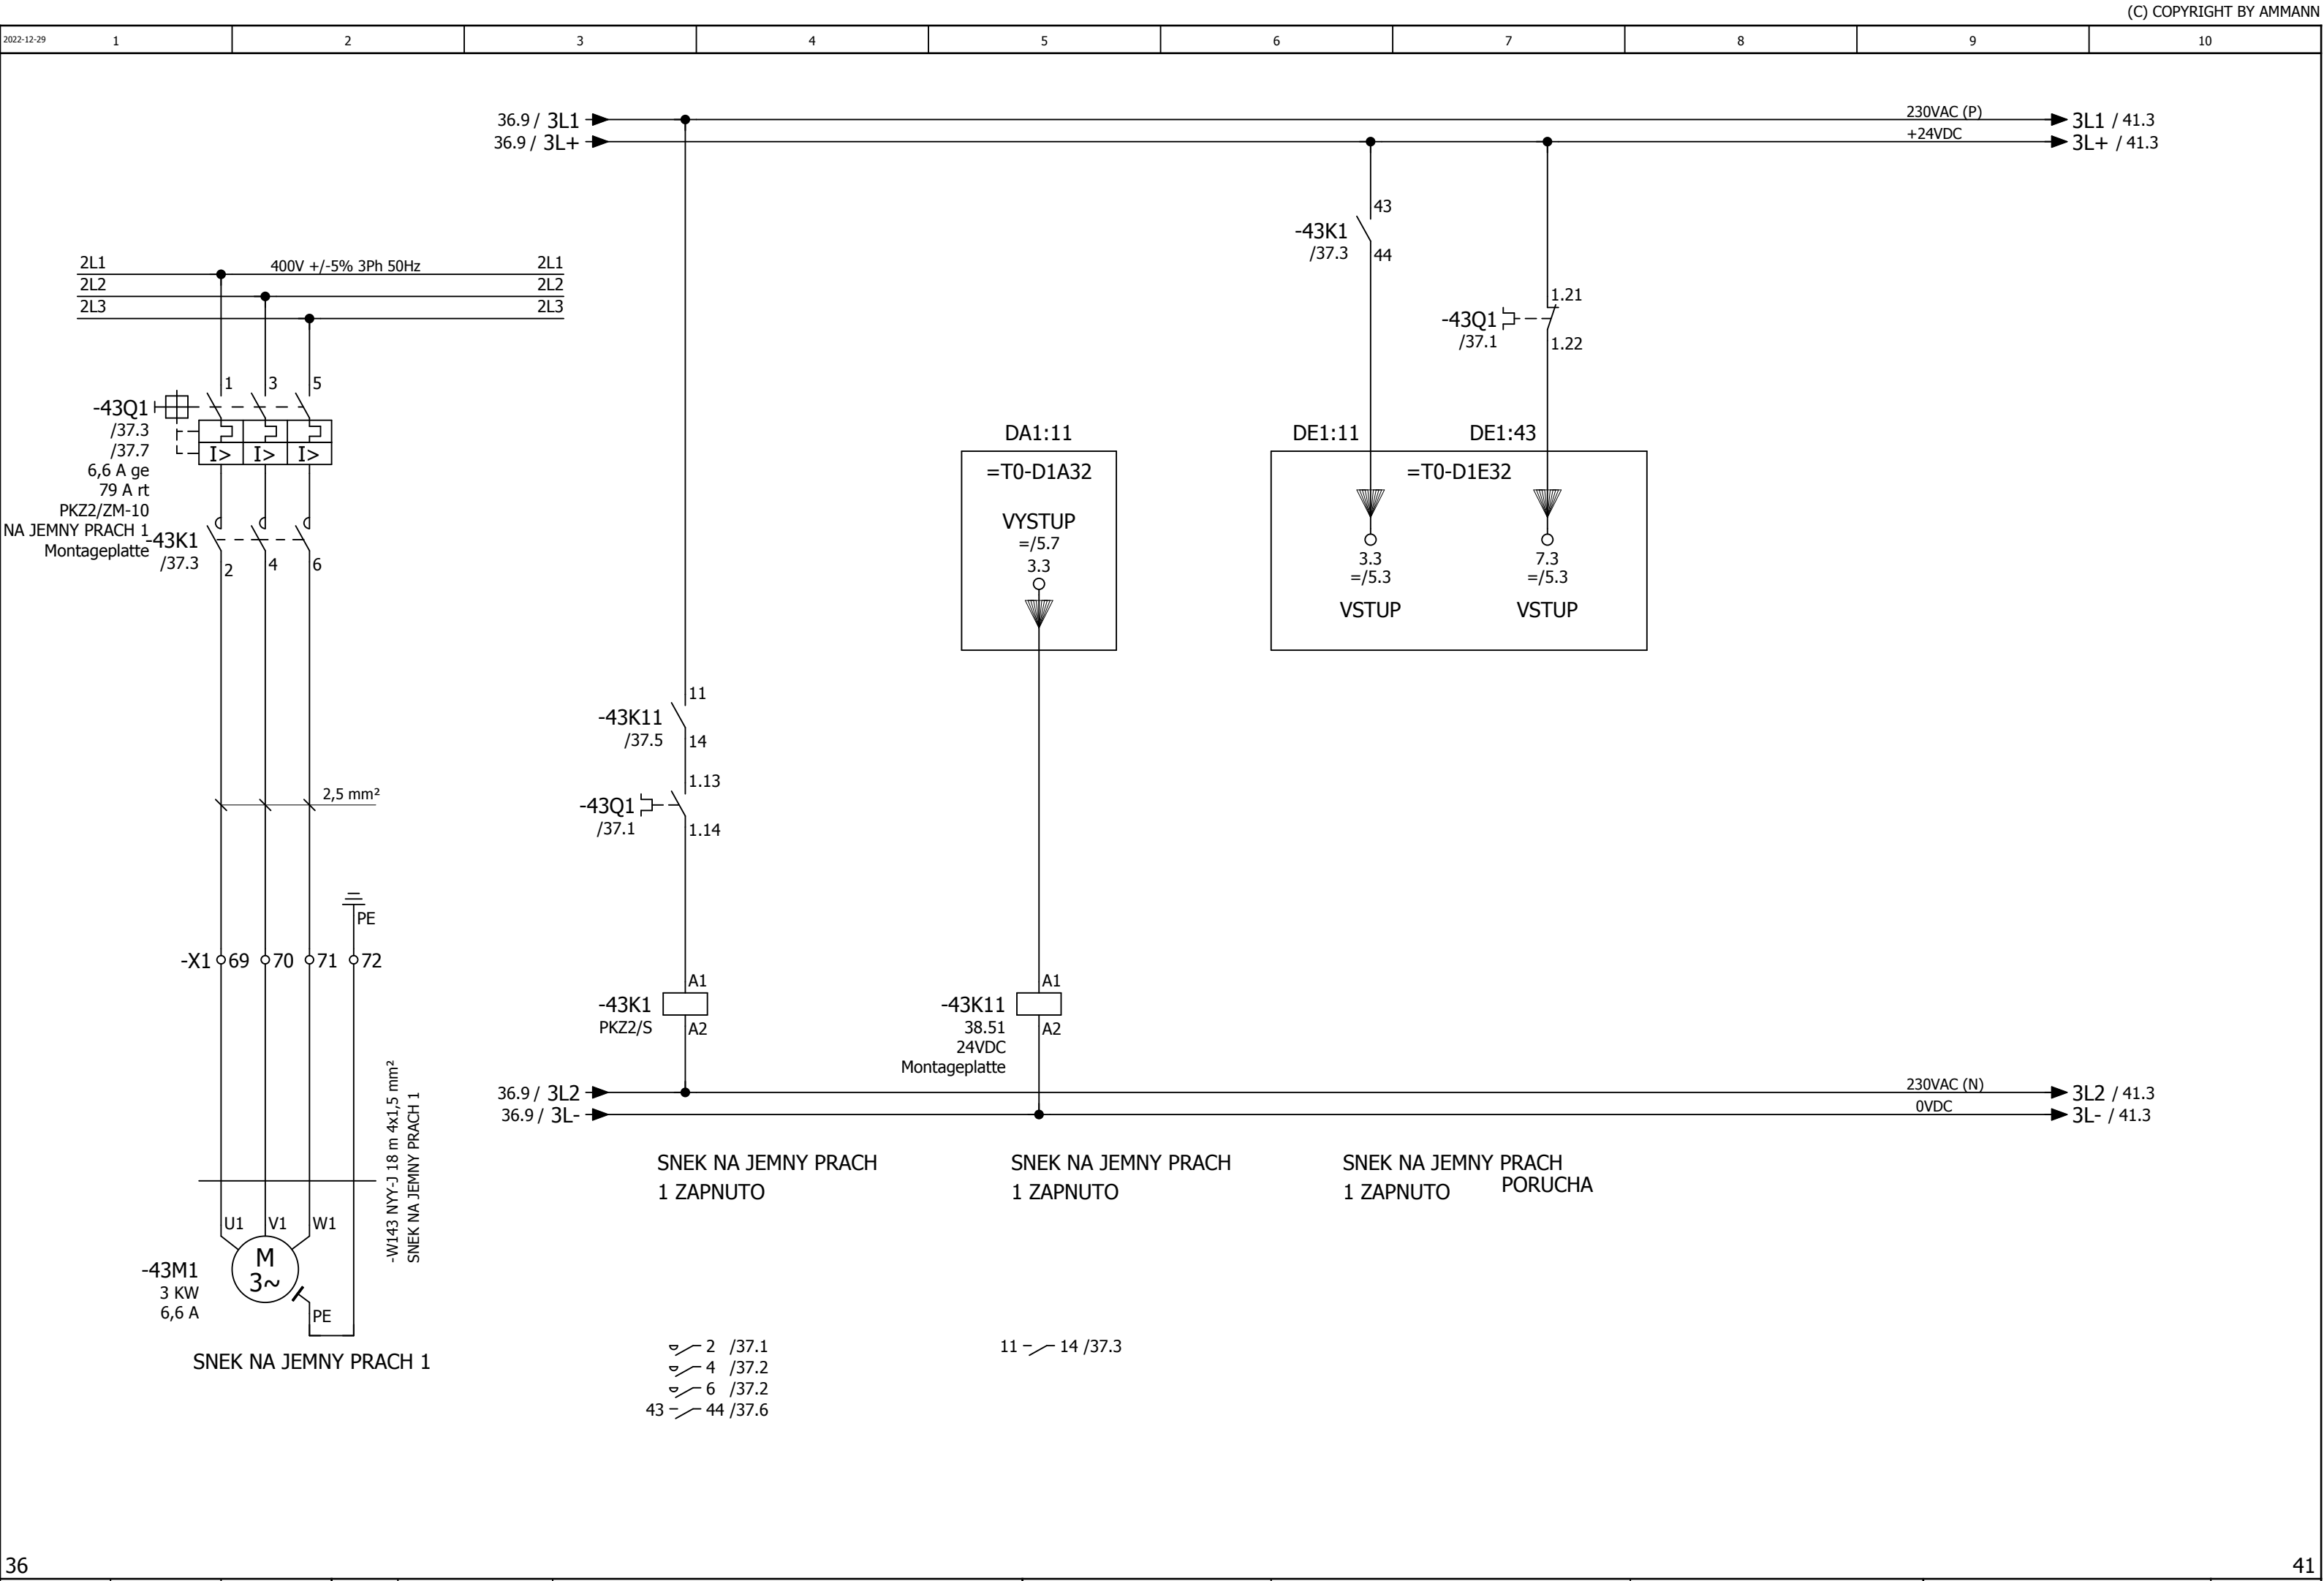 (C) COPYRIGHT BY AMMANN
2022-12-29 1 2 3 4 5 6 7 8 9 10
36.9 / 3L1 230VAC (P) 3L1 / 41.3
36.9 / 3L+ +24VDC 3L+ / 41.3
43
-43K1
/37.3 44
2L1 400V +/-5% 3Ph 50Hz 2L1
2L2 2L2
2L3 2L3
1.21
-43Q1
/37.1 1.22
1 3 5
-43Q1
/37.3
/37.7
I> I> I>
6,6 A ge
79 A rt
PKZ2/ZM-10
NA JEMNY PRACH 1
Montageplatte
-43K1
/37.3 2 4 6
DA1:11
=T0-D1A32
VYSTUP
=/5.7
3.3
DE1:11 DE1:43
=T0-D1E32
3.3 7.3
=/5.3 =/5.3
VSTUP VSTUP
11
-43K11
/37.5 14
1.13
-43Q1
/37.1 1.14
2,5 mm²
PE
-X1 69 70 71 72
A1
-43K1
PKZ2/S A2
A1
-43K11
38.51 A2
24VDC
Montageplatte
36.9 / 3L2 230VAC (N) 3L2 / 41.3
36.9 / 3L- 0VDC 3L- / 41.3
-W143 NYY-J 18 m 4x1,5 mm²
SNEK NA JEMNY PRACH 1
SNEK NA JEMNY PRACH
1 ZAPNUTO
SNEK NA JEMNY PRACH
1 ZAPNUTO
SNEK NA JEMNY PRACH
1 ZAPNUTO PORUCHA
U1 V1 W1
M
3~
-43M1
3 KW
6,6 A
PE
SNEK NA JEMNY PRACH 1
2 /37.1
4 /37.2
6 /37.2
43 44 /37.6
11 14 /37.3
36 41